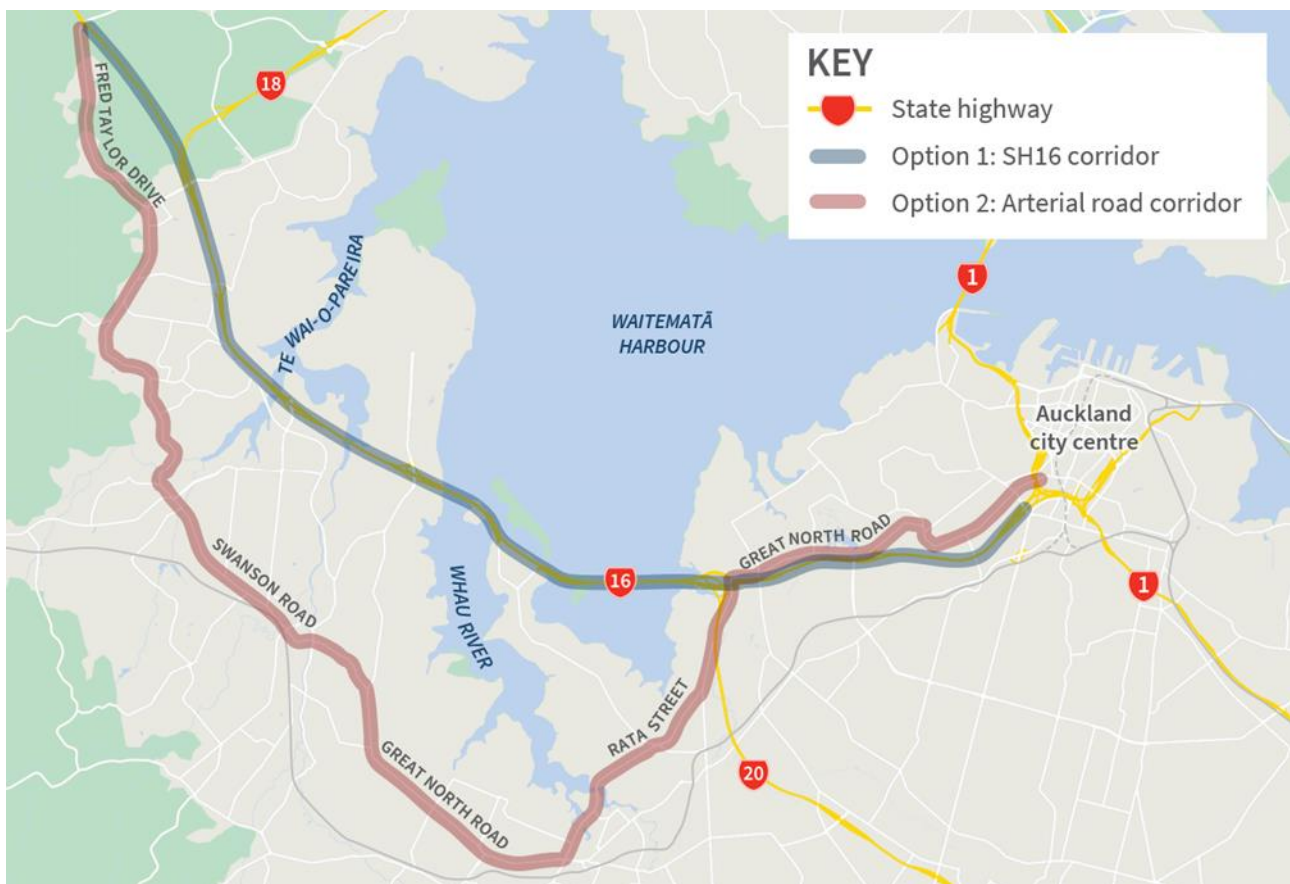 KEY
State highway
Option 1: SH16 corridor
Option 2: Arterial road corridor
18
FRED TAYLOR DRIVE
TE WAI-O-PAREIRA
WAITEMATĀ
HARBOUR
1
Auckland
city centre
GREAT NORTH ROAD
16
1
SWANSON ROAD
WHAU RIVER
RATA STREET
GREAT NORTH ROAD
20